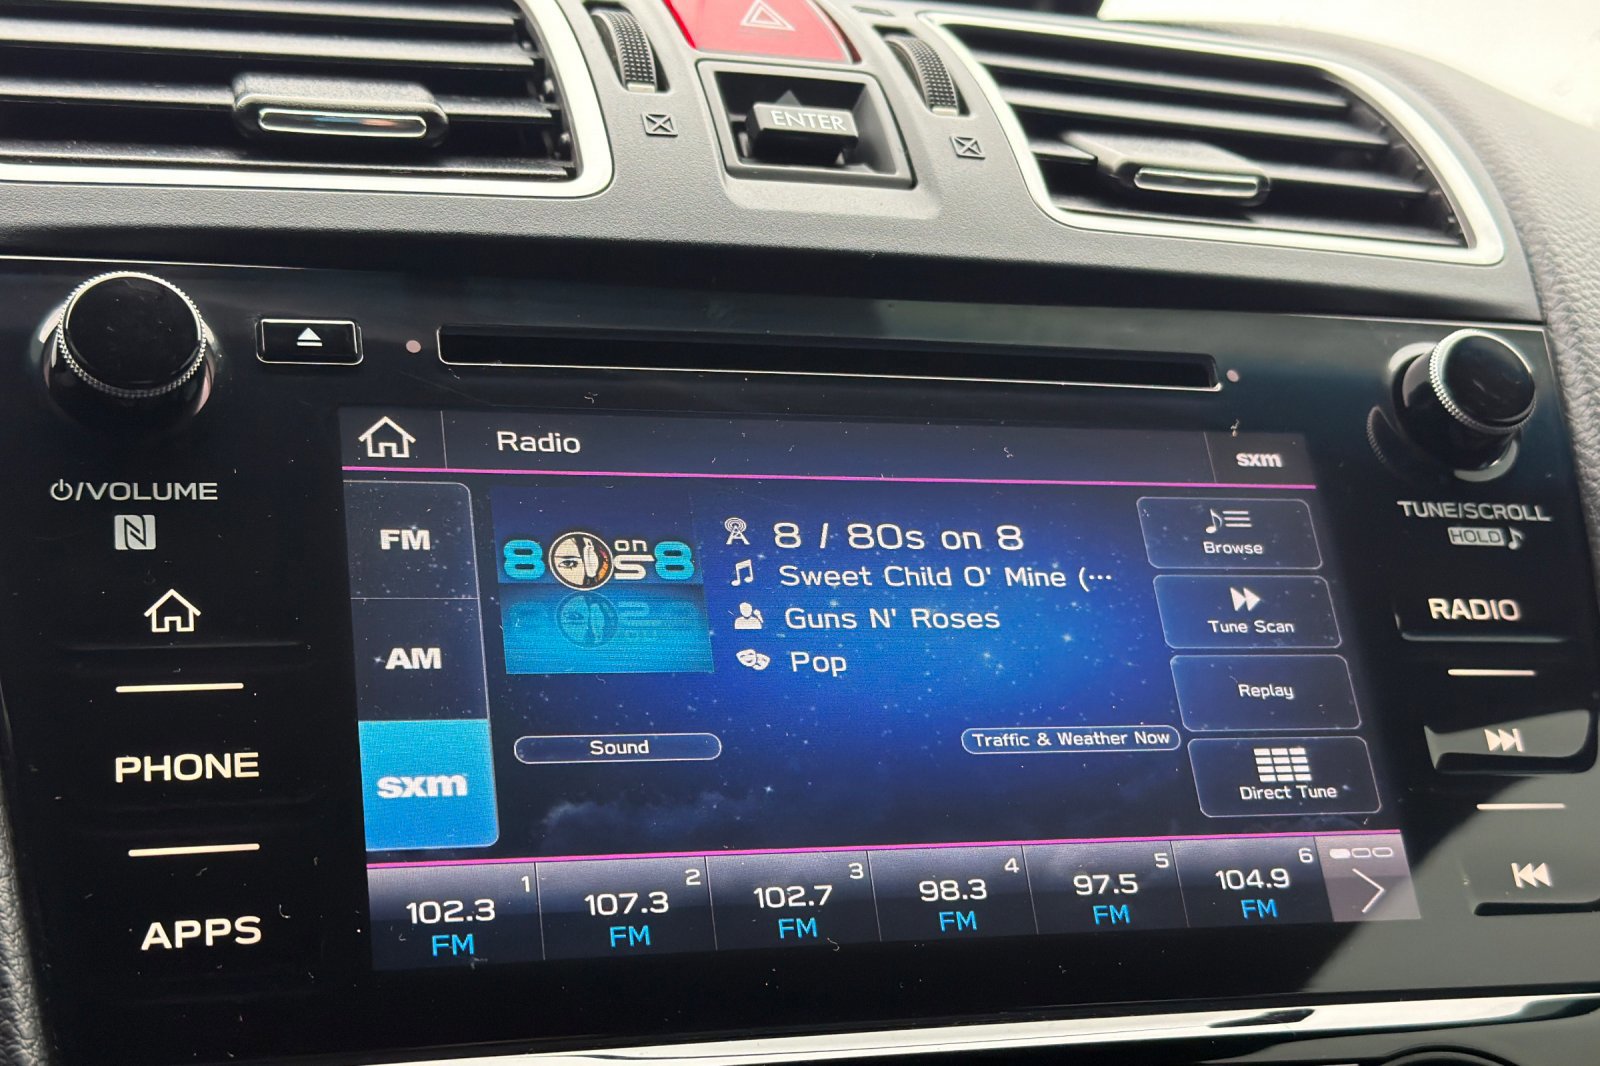 ENTER
⏻/VOLUME
N
PHONE
APPS
TUNE/SCROLL
HOLD ♪
RADIO
Radio
sxm
FM
AM
sxm
80s on 8
8 / 80s on 8
Sweet Child O' Mine (···
Guns N' Roses
Pop
Sound
Traffic & Weather Now
Browse
Tune Scan
Replay
Direct Tune
1
102.3
FM
2
107.3
FM
3
102.7
FM
4
98.3
FM
5
97.5
FM
6
104.9
FM